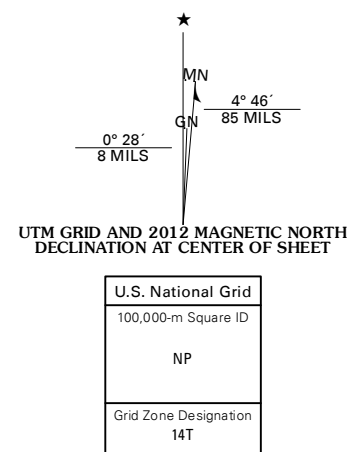 ★
MN
4° 46´
85 MILS
GN
0° 28´
8 MILS
UTM GRID AND 2012 MAGNETIC NORTH
DECLINATION AT CENTER OF SHEET
U.S. National Grid
100,000-m Square ID
NP
Grid Zone Designation
14T